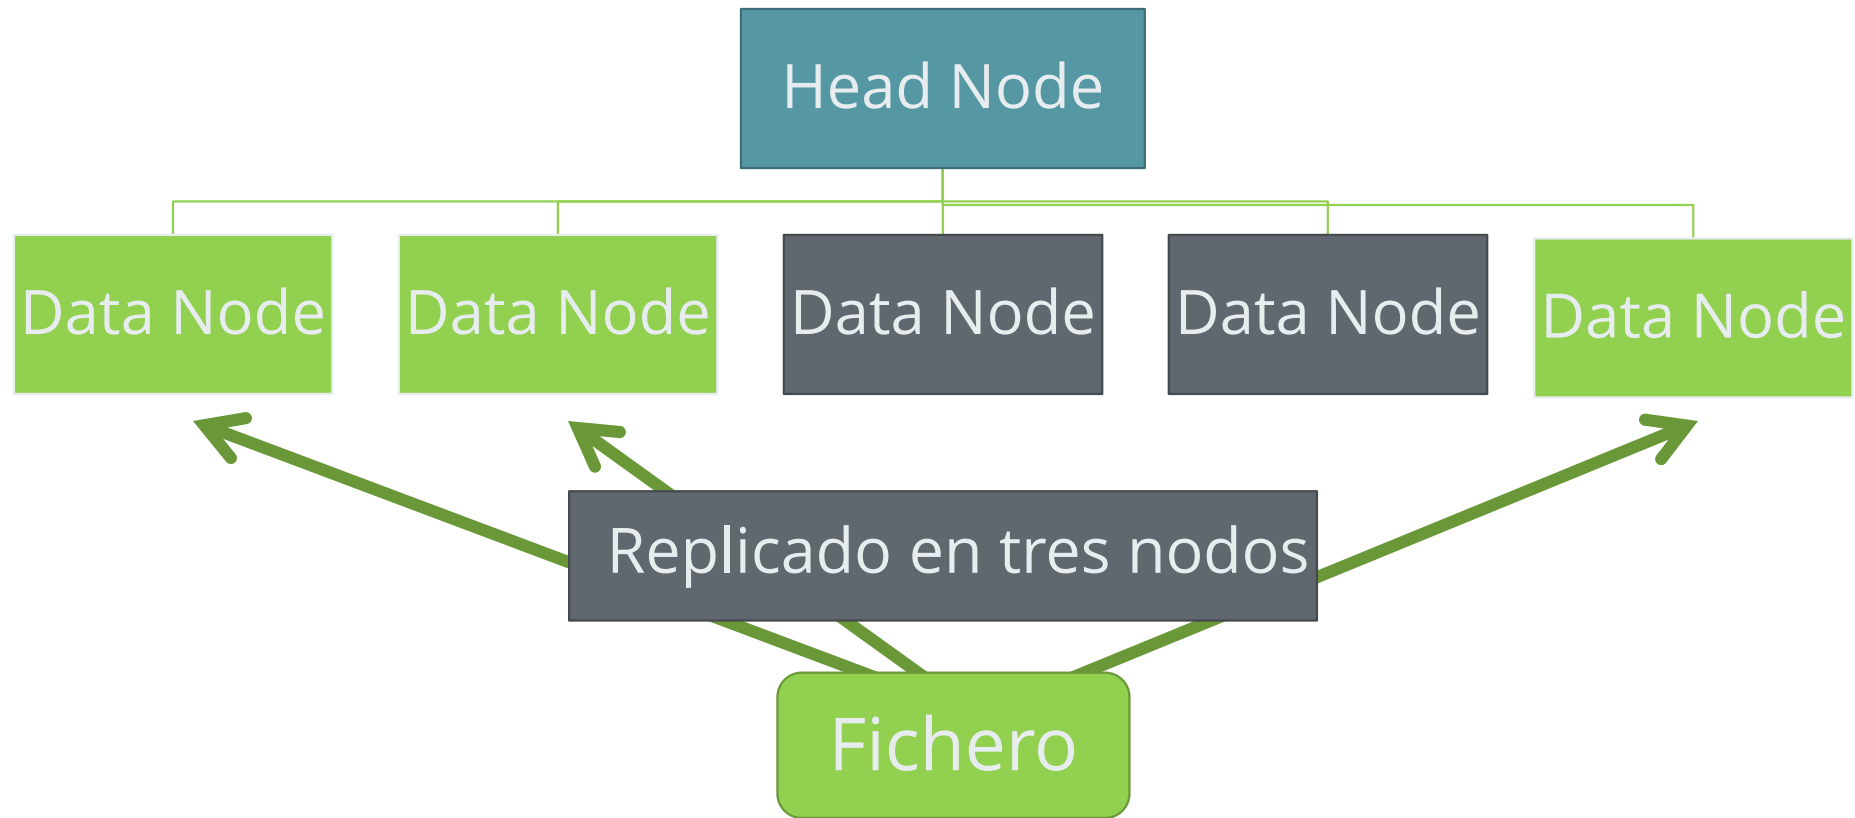 Head Node
Data Node
Data Node
Data Node
Data Node
Data Node
Replicado en tres nodos
Fichero